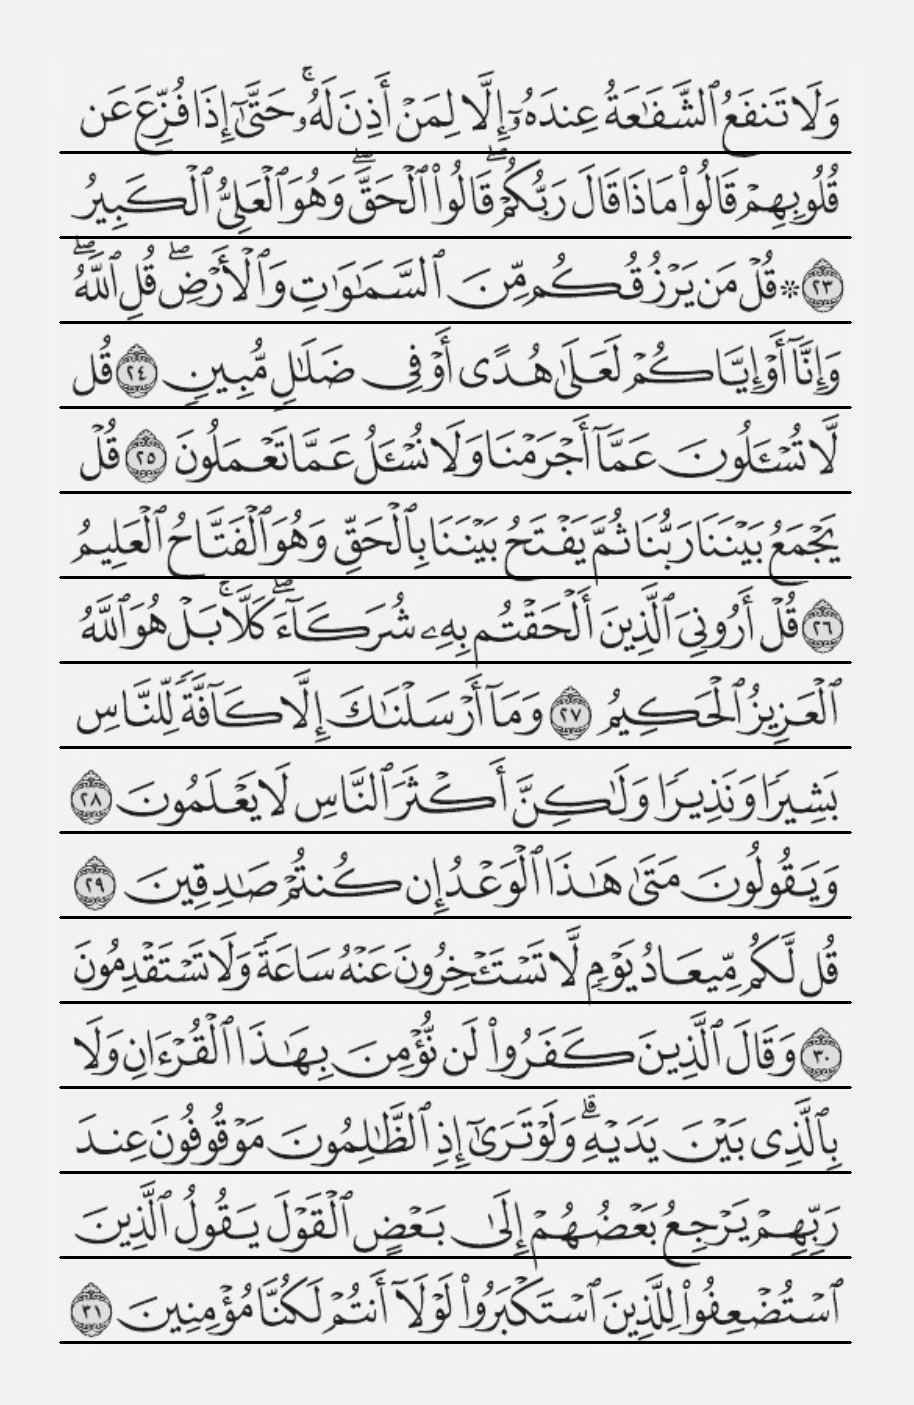 وَلَا تَنفَعُ ٱلشَّفَٰعَةُ عِندَهُۥٓ إِلَّا لِمَنْ أَذِنَ لَهُۥۚ حَتَّىٰٓ إِذَا فُزِّعَ عَن
قُلُوبِهِمْ قَالُوا۟ مَاذَا قَالَ رَبُّكُمْۖ قَالُوا۟ ٱلْحَقَّۖ وَهُوَ ٱلْعَلِىُّ ٱلْكَبِيرُ
٢٣ ۞ قُلْ مَن يَرْزُقُكُم مِّنَ ٱلسَّمَٰوَٰتِ وَٱلْأَرْضِۖ قُلِ ٱللَّهُۖ
وَإِنَّآ أَوْ إِيَّاكُمْ لَعَلَىٰ هُدًى أَوْ فِى ضَلَٰلٍ مُّبِينٍ ٢٤ قُل
لَّا تُسْـَٔلُونَ عَمَّآ أَجْرَمْنَا وَلَا نُسْـَٔلُ عَمَّا تَعْمَلُونَ ٢٥ قُلْ
يَجْمَعُ بَيْنَنَا رَبُّنَا ثُمَّ يَفْتَحُ بَيْنَنَا بِٱلْحَقِّ وَهُوَ ٱلْفَتَّاحُ ٱلْعَلِيمُ
٢٦ قُلْ أَرُونِىَ ٱلَّذِينَ أَلْحَقْتُم بِهِۦ شُرَكَآءَۖ كَلَّاۚ بَلْ هُوَ ٱللَّهُ
ٱلْعَزِيزُ ٱلْحَكِيمُ ٢٧ وَمَآ أَرْسَلْنَٰكَ إِلَّا كَآفَّةً لِّلنَّاسِ
بَشِيرًا وَنَذِيرًا وَلَٰكِنَّ أَكْثَرَ ٱلنَّاسِ لَا يَعْلَمُونَ ٢٨
وَيَقُولُونَ مَتَىٰ هَٰذَا ٱلْوَعْدُ إِن كُنتُمْ صَٰدِقِينَ ٢٩
قُل لَّكُم مِّيعَادُ يَوْمٍ لَّا تَسْتَـْٔخِرُونَ عَنْهُ سَاعَةً وَلَا تَسْتَقْدِمُونَ
٣٠ وَقَالَ ٱلَّذِينَ كَفَرُوا۟ لَن نُّؤْمِنَ بِهَٰذَا ٱلْقُرْءَانِ وَلَا
بِٱلَّذِى بَيْنَ يَدَيْهِۗ وَلَوْ تَرَىٰٓ إِذِ ٱلظَّٰلِمُونَ مَوْقُوفُونَ عِندَ
رَبِّهِمْ يَرْجِعُ بَعْضُهُمْ إِلَىٰ بَعْضٍ ٱلْقَوْلَ يَقُولُ ٱلَّذِينَ
ٱسْتُضْعِفُوا۟ لِلَّذِينَ ٱسْتَكْبَرُوا۟ لَوْلَآ أَنتُمْ لَكُنَّا مُؤْمِنِينَ ٣١